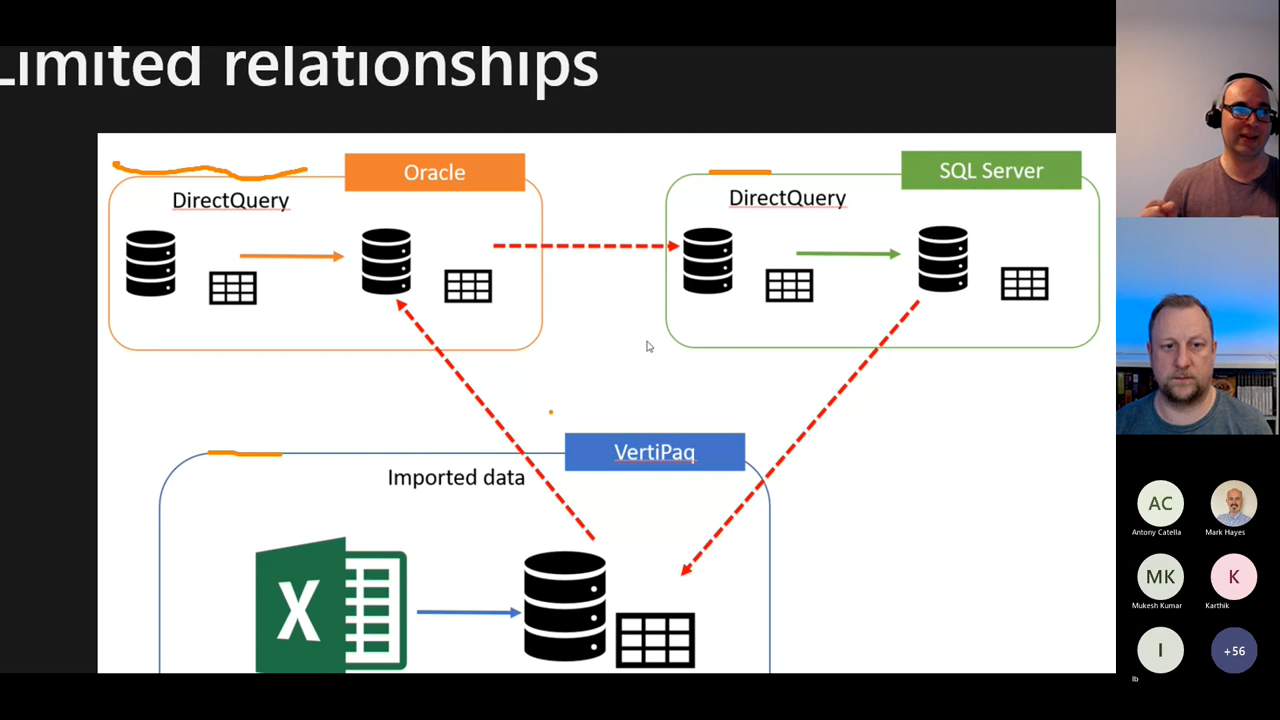 Limited relationships
Oracle
SQL Server
DirectQuery
DirectQuery
VertiPaq
Imported data
X
AC
Antony Catella
Mark Hayes
MK
K
Mukesh Kumar
Karthik
I
+56
Ib